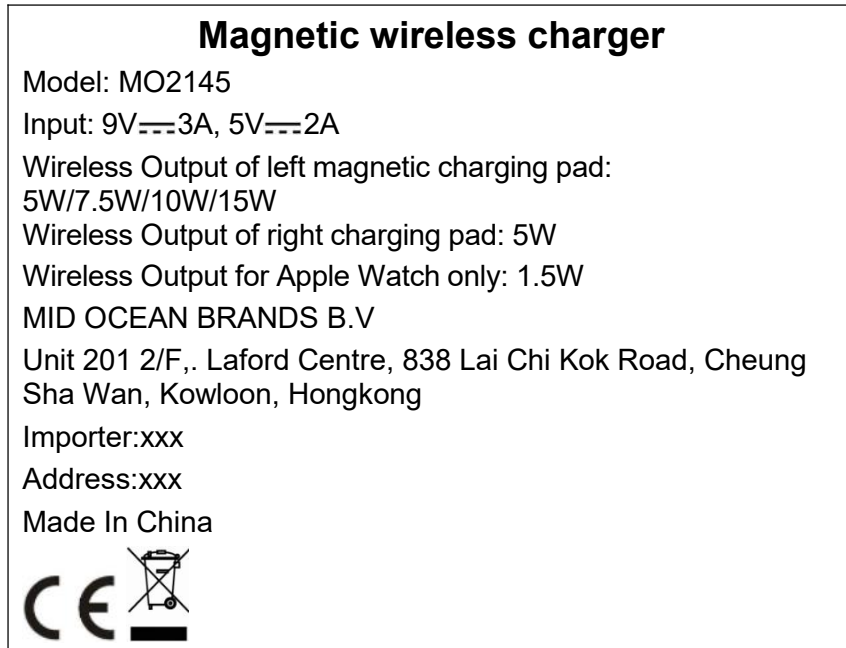 Magnetic wireless charger
Model: MO2145
Input: 9V⎓3A, 5V⎓2A
Wireless Output of left magnetic charging pad:
5W/7.5W/10W/15W
Wireless Output of right charging pad: 5W
Wireless Output for Apple Watch only: 1.5W
MID OCEAN BRANDS B.V
Unit 201 2/F,. Laford Centre, 838 Lai Chi Kok Road, Cheung
Sha Wan, Kowloon, Hongkong
Importer:xxx
Address:xxx
Made In China
CE